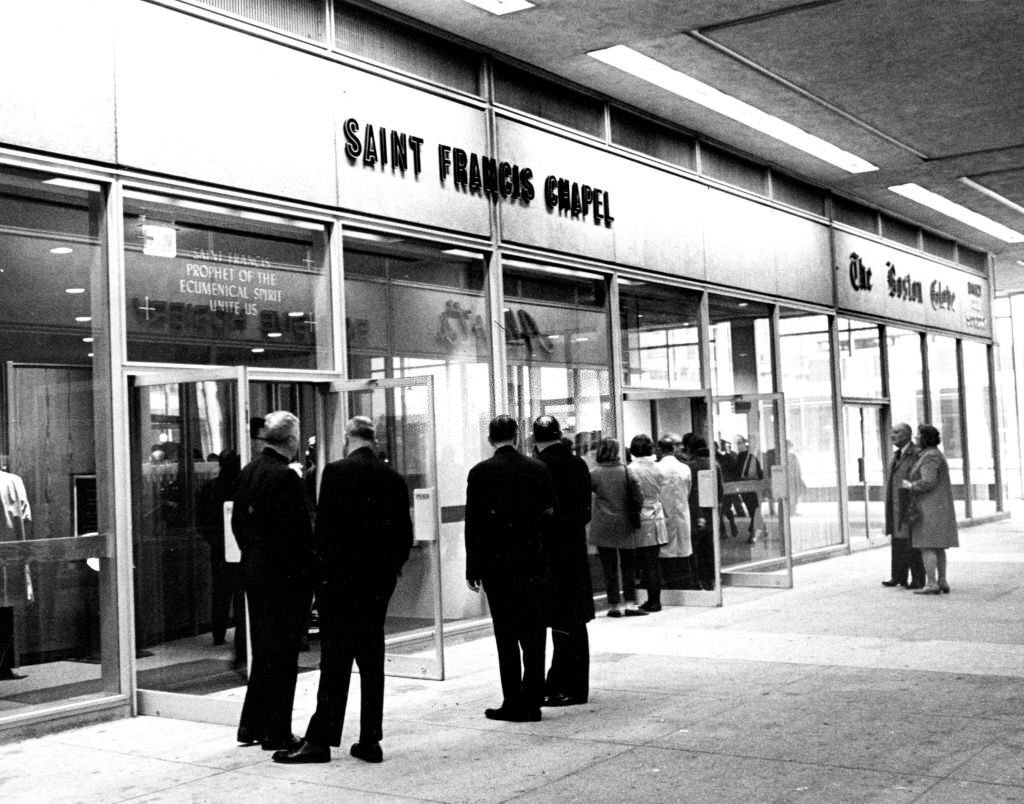 SAINT FRANCIS CHAPEL
SAINT FRANCIS
PROPHET OF THE
ECUMENICAL SPIRIT
UNITE US
The Boston Globe